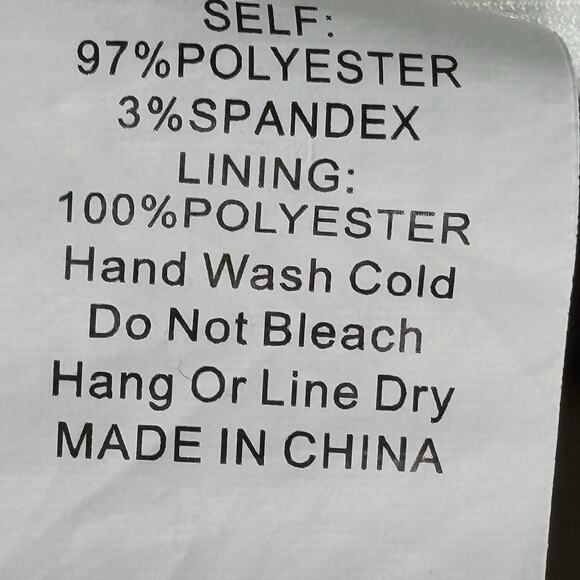 SELF:
97%POLYESTER
3%SPANDEX
LINING:
100%POLYESTER
Hand Wash Cold
Do Not Bleach
Hang Or Line Dry
MADE IN CHINA